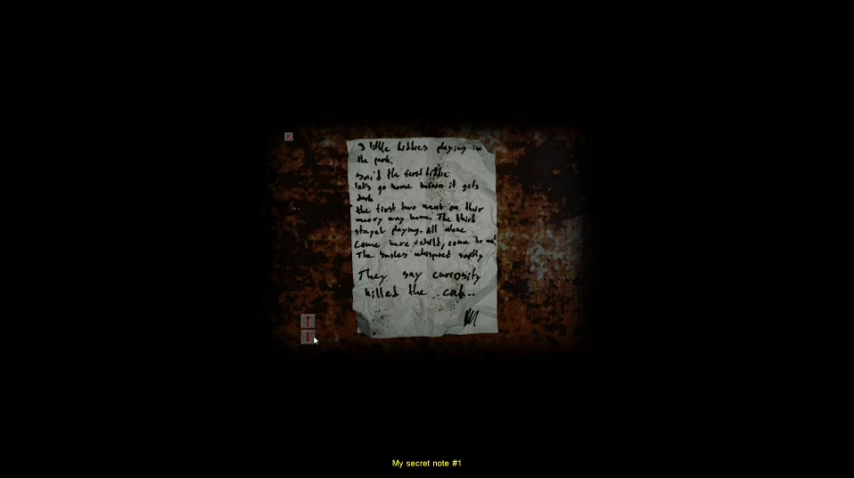 3 little kiddies playing in
the park.
said the first kiddie
let's go home before it gets
dark
the first two went on their
merry way home. The third
stayed playing. All alone
Come here child, come to me!
The bushes whispered softly
They say curiosity
killed the cat..
My secret note #1